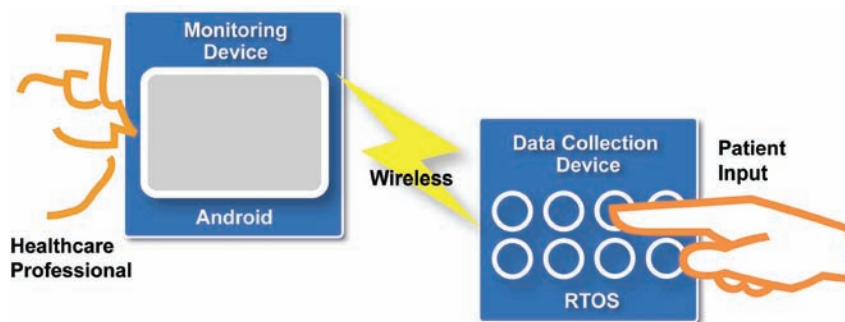 Monitoring
Device
Android
Healthcare
Professional
Wireless
Data Collection
Device
RTOS
Patient
Input